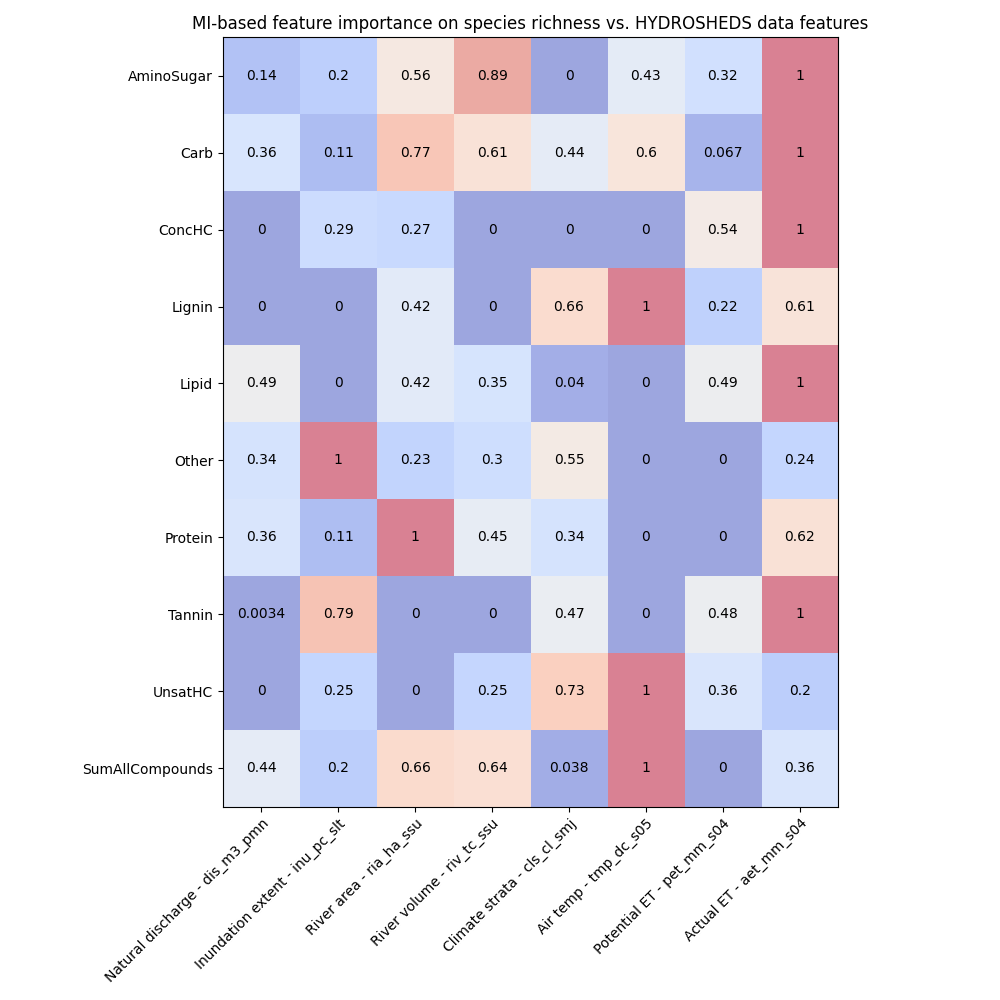 MI-based feature importance on species richness vs. HYDROSHEDS data features
AminoSugar 0.14 0.2 0.56 0.89 0 0.43 0.32 1
Carb 0.36 0.11 0.77 0.61 0.44 0.6 0.067 1
ConcHC 0 0.29 0.27 0 0 0 0.54 1
Lignin 0 0 0.42 0 0.66 1 0.22 0.61
Lipid 0.49 0 0.42 0.35 0.04 0 0.49 1
Other 0.34 1 0.23 0.3 0.55 0 0 0.24
Protein 0.36 0.11 1 0.45 0.34 0 0 0.62
Tannin 0.0034 0.79 0 0 0.47 0 0.48 1
UnsatHC 0 0.25 0 0.25 0.73 1 0.36 0.2
SumAllCompounds 0.44 0.2 0.66 0.64 0.038 1 0 0.36
Natural discharge - dis_m3_pmn
Inundation extent - inu_pc_slt
River area - ria_ha_ssu
River volume - riv_tc_ssu
Climate strata - cls_cl_smj
Air temp - tmp_dc_s05
Potential ET - pet_mm_s04
Actual ET - aet_mm_s04